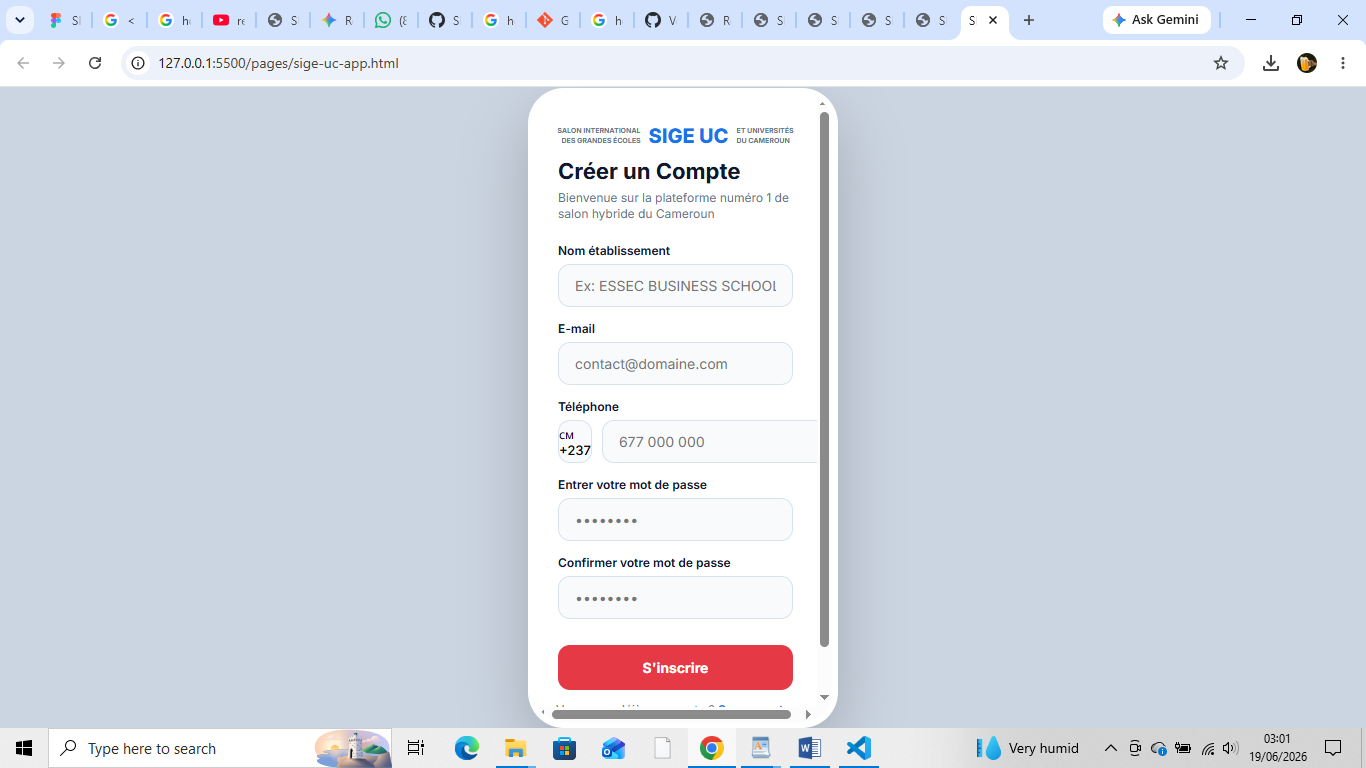 Ask Gemini
127.0.0.1:5500/pages/sige-uc-app.html
SALON INTERNATIONAL
DES GRANDES ÉCOLES
SIGE UC
ET UNIVERSITÉS
DU CAMEROUN
Créer un Compte
Bienvenue sur la plateforme numéro 1 de
salon hybride du Cameroun
Nom établissement
Ex: ESSEC BUSINESS SCHOOL
E-mail
contact@domaine.com
Téléphone
CM
+237
677 000 000
Entrer votre mot de passe
Confirmer votre mot de passe
S'inscrire
Type here to search
Very humid
03:01
19/06/2026